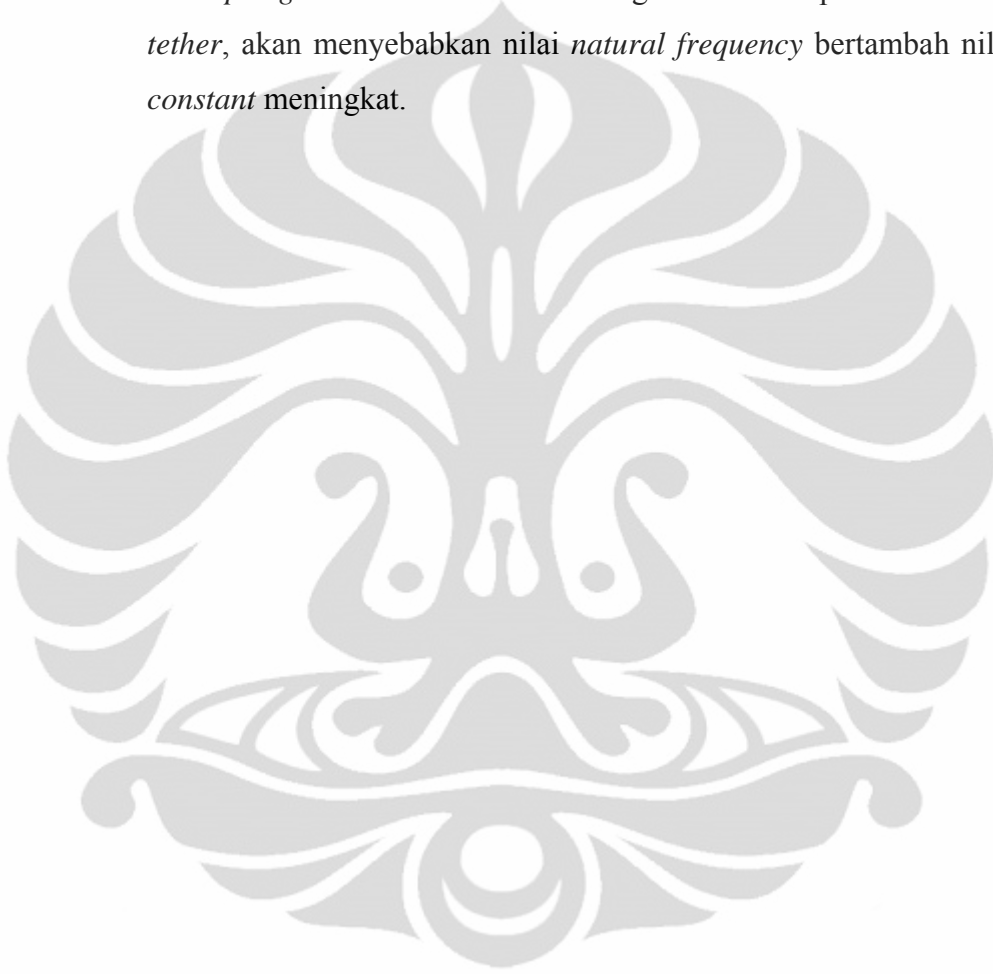 tether, akan menyebabkan nilai natural frequency bertambah nil
constant meningkat.